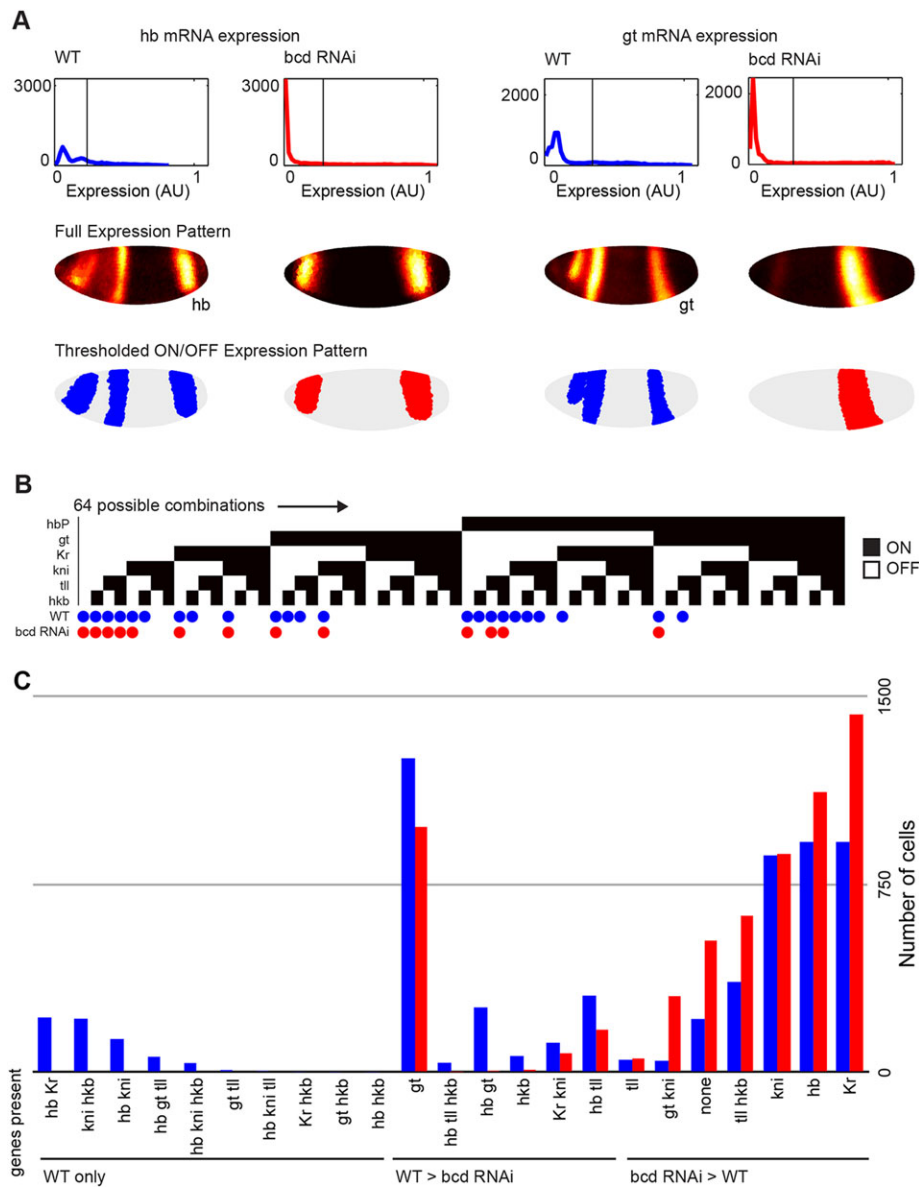 A
hb mRNA expression
gt mRNA expression
WT
bcd RNAi
WT
bcd RNAi
3000
0
0
1
Expression (AU)
3000
0
0
1
Expression (AU)
2000
0
0
1
Expression (AU)
2000
0
0
1
Expression (AU)
Full Expression Pattern
hb
gt
Thresholded ON/OFF Expression Pattern
B
64 possible combinations
hbP
gt
Kr
kni
tll
hkb
WT
bcd RNAi
ON
OFF
C
1500
750
0
Number of cells
genes present
hb Kr
kni hkb
hb kni
hb gt tll
hb kni hkb
gt tll
hb kni tll
Kr hkb
gt hkb
hb hkb
gt
hb tll hkb
hb gt
hkb
Kr kni
hb tll
tll
gt kni
none
tll hkb
kni
hb
Kr
WT only
WT > bcd RNAi
bcd RNAi > WT